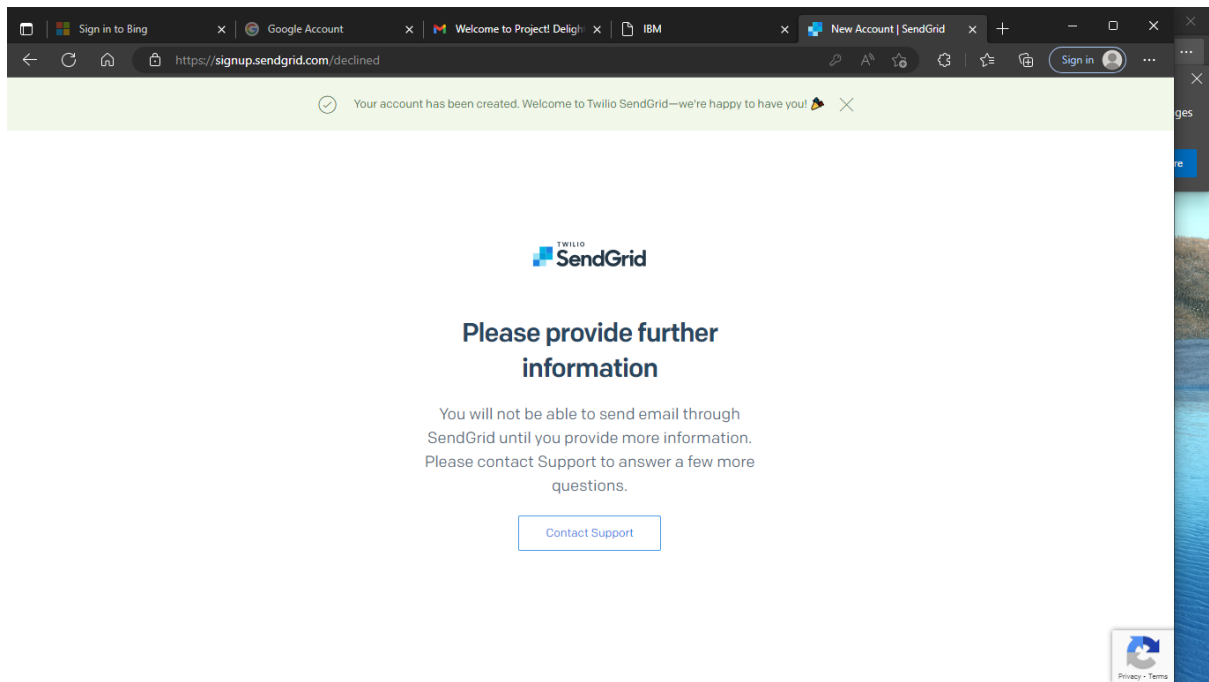 Sign in to Bing
Google Account
Welcome to Project! Deligh
IBM
New Account | SendGrid
https://signup.sendgrid.com/declined
A
Sign in
Your account has been created. Welcome to Twilio SendGrid—we're happy to have you!
ges
re
TWILIO
SendGrid
Please provide further
information
You will not be able to send email through
SendGrid until you provide more information.
Please contact Support to answer a few more
questions.
Contact Support
Privacy - Terms